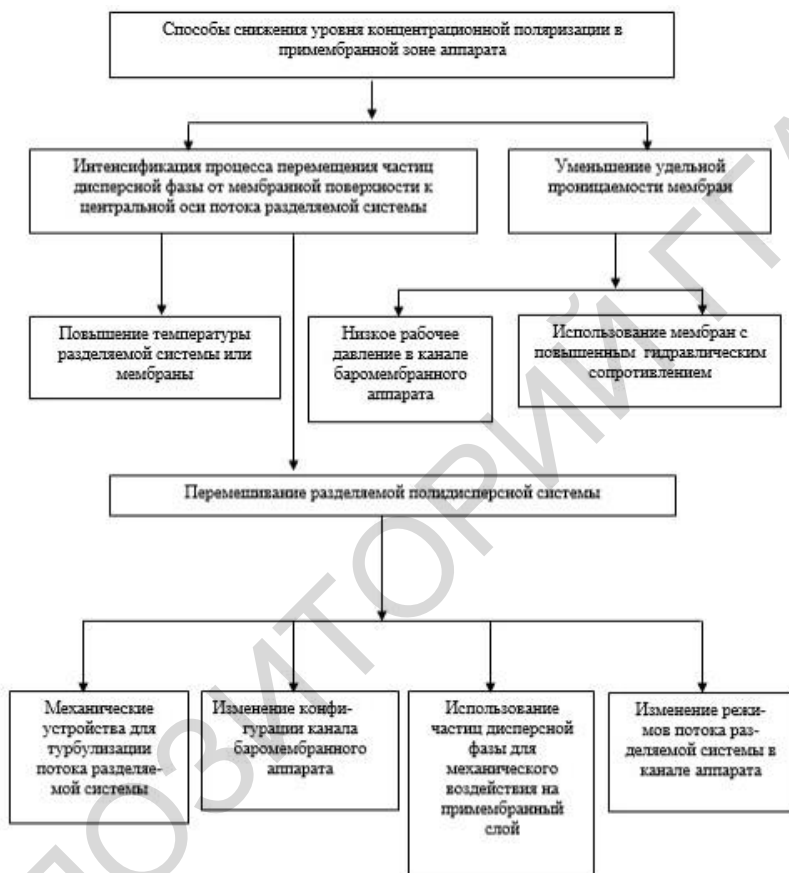 Способы снижения уровня концентрационной поляризации в
примембранной зоне аппарата
Интенсификация процесса перемещения частиц
дисперсной фазы от мембранной поверхности к
центральной оси потока разделяемой системы
Уменьшение удельной
проницаемости мембран
Повышение температуры
разделяемой системы или
мембраны
Низкое рабочее
давление в канале
баромембранного
аппарата
Использование мембран с
повышенным гидравлическим
сопротивлением
Перемешивание разделяемой полидисперсной системы
Механические
устройства для
турбулизации
потока разделяе-
мой системы
Изменение конфи-
гурации канала
баромембранного
аппарата
Использование
частиц дисперсной
фазы для
механического
воздействия на
примембранный
слой
Изменение режи-
мов потока раз-
деляемой системы в
канале аппарата
ПОЗИТОРИЙ ГГА